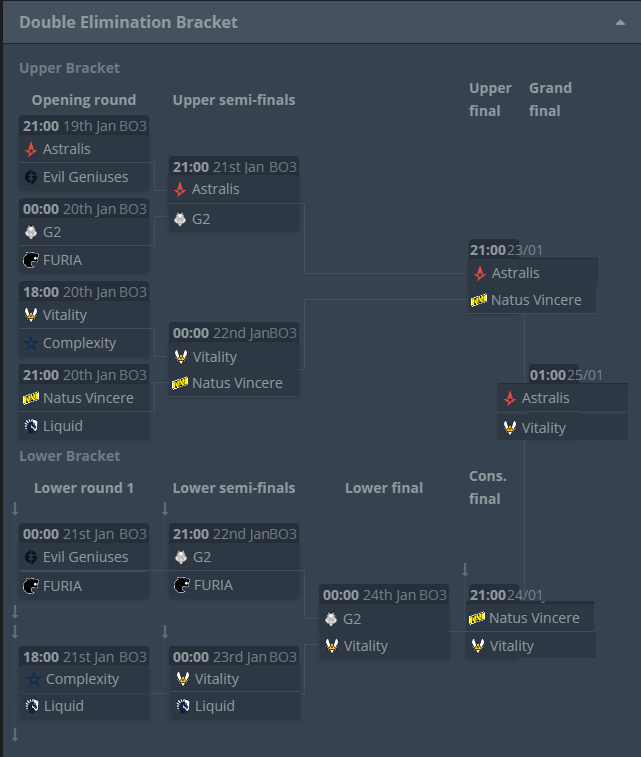 Double Elimination Bracket
Upper Bracket
Opening round
Upper semi-finals
Upper final
Grand final
21:00 19th Jan BO3
Astralis
Evil Geniuses
00:00 20th Jan BO3
G2
FURIA
18:00 20th Jan BO3
Vitality
Complexity
21:00 20th Jan BO3
Natus Vincere
Liquid
21:00 21st Jan BO3
Astralis
G2
00:00 22nd Jan BO3
Vitality
Natus Vincere
21:00 23/01
Astralis
Natus Vincere
01:00 25/01
Astralis
Vitality
Lower Bracket
Lower round 1
Lower semi-finals
Lower final
Cons. final
00:00 21st Jan BO3
Evil Geniuses
FURIA
18:00 21st Jan BO3
Complexity
Liquid
21:00 22nd Jan BO3
G2
FURIA
00:00 23rd Jan BO3
Vitality
Liquid
00:00 24th Jan BO3
G2
Vitality
21:00 24/01
Natus Vincere
Vitality